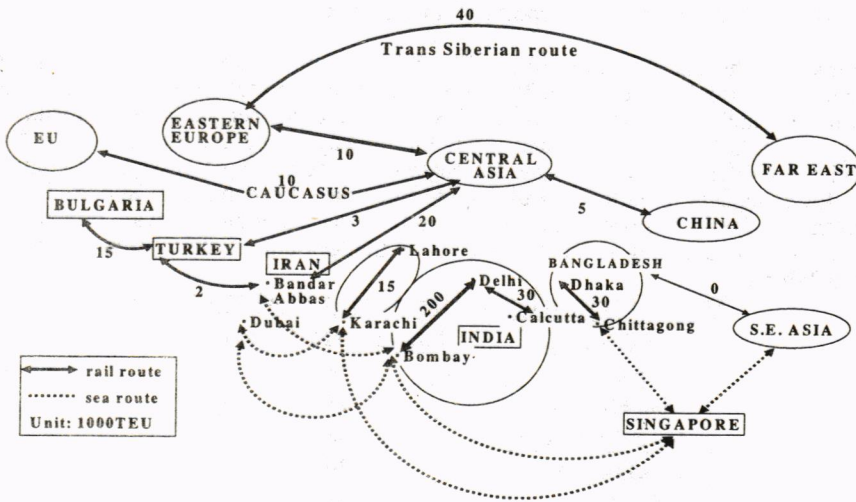 40
Trans Siberian route
EU
EASTERN
EUROPE
10
CENTRAL
ASIA
FAR EAST
10
CAUCASUS
BULGARIA
3
20
5
CHINA
15
TURKEY
IRAN
Lahore
BANGLADESH
2
Bandar
Abbas
15
200
Delhi
30
Dhaka
30
0
Dubai
Karachi
INDIA
Calcutta
Chittagong
S.E. ASIA
Bombay
rail route
sea route
Unit: 1000TEU
SINGAPORE